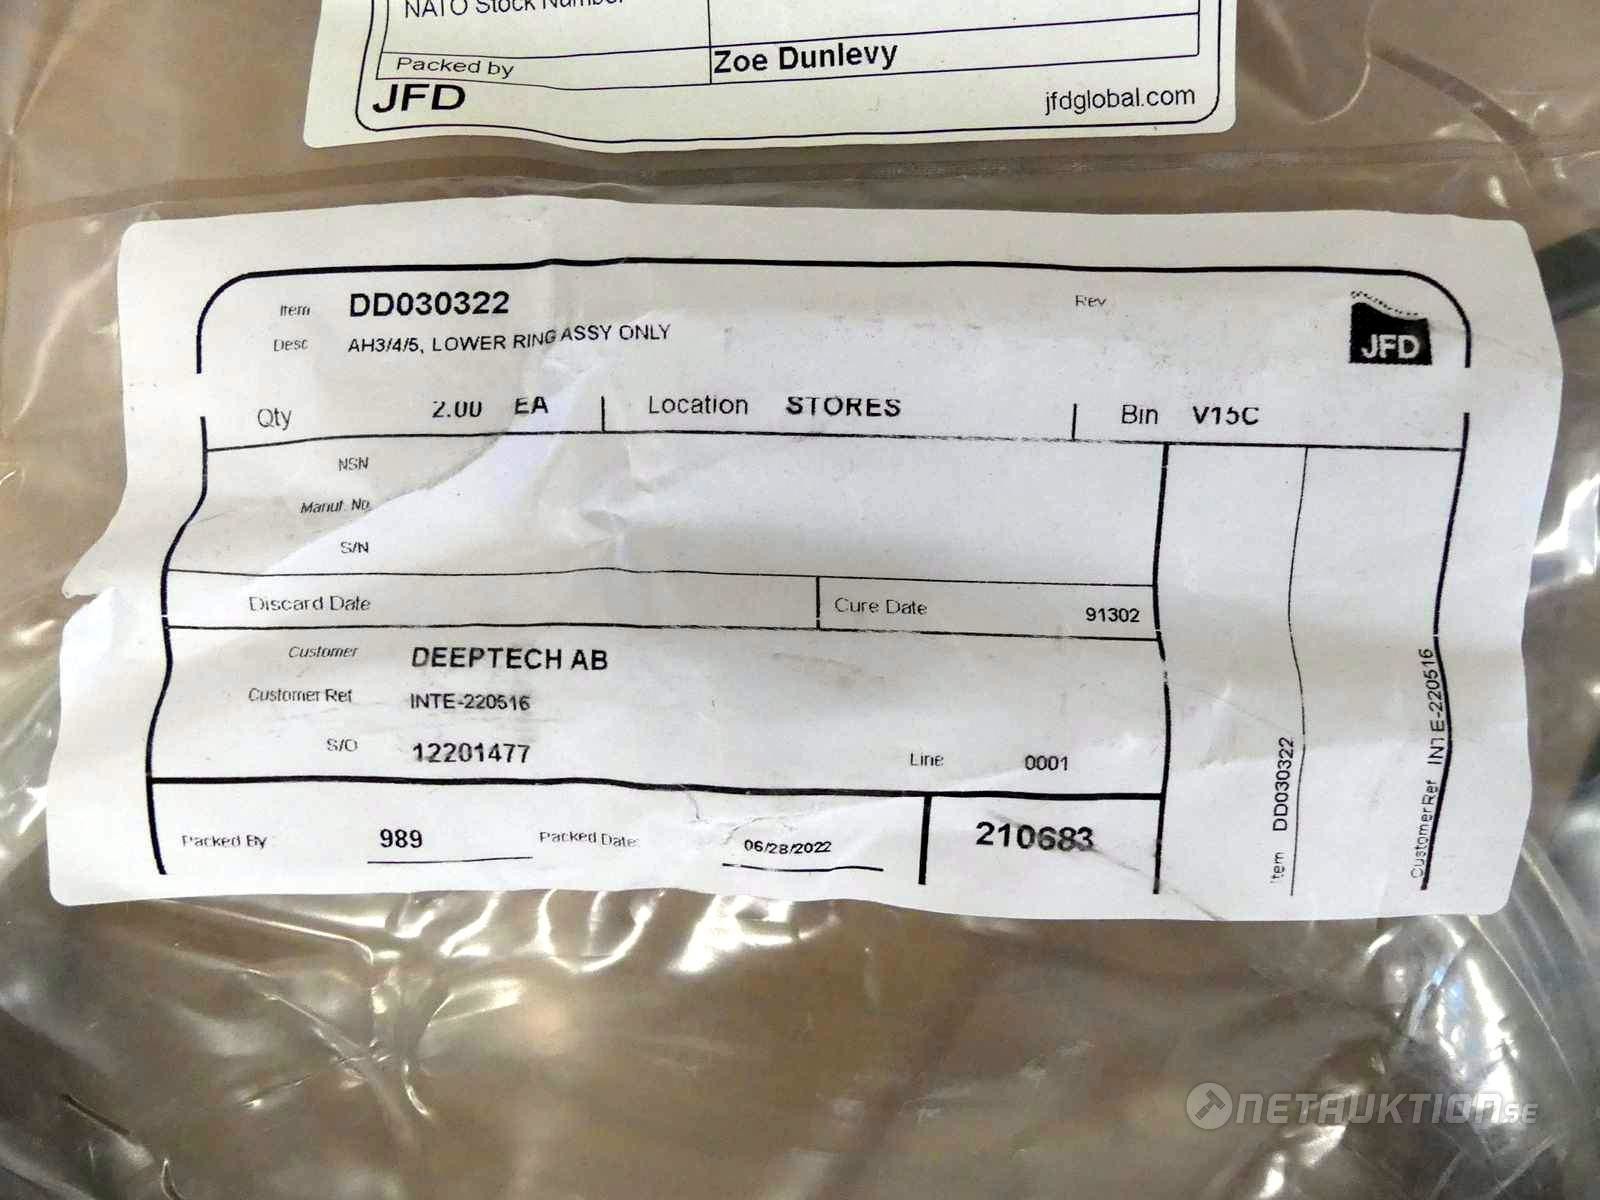 NATO Stock Number
Packed by Zoe Dunlevy
JFD jfdglobal.com
Item DD030322 Rev
JFD
Desc AH3/4/5, LOWER RING ASSY ONLY
Qty 2.00 EA Location STORES Bin V15C
NSN
Manuf. No.
S/N
Discard Date Cure Date 91302
Customer DEEPTECH AB
Customer Ref INTE-220516
S/O 12201477 Line 0001
Packed By 989 Packed Date 06/28/2022 210683
Item DD030322
Customer Ref INTE-220516
NETAUKTION.SE